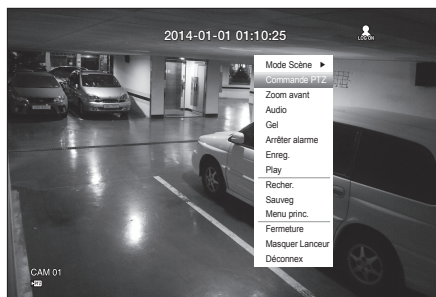 2014-01-01 01:10:25
LOG ON
Mode Scène
Commande PTZ
Zoom avant
Audio
Gel
Arrêter alarme
Enreg.
Play
Recher.
Sauveg
Menu princ.
Fermeture
Masquer Lanceur
Déconnex
CAM 01